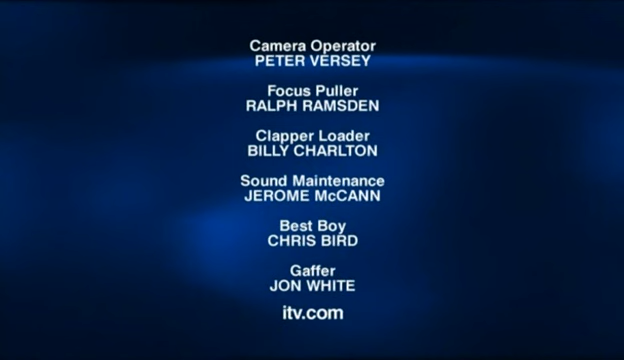 Camera Operator
PETER VERSEY
Focus Puller
RALPH RAMSDEN
Clapper Loader
BILLY CHARLTON
Sound Maintenance
JEROME McCANN
Best Boy
CHRIS BIRD
Gaffer
JON WHITE
itv.com